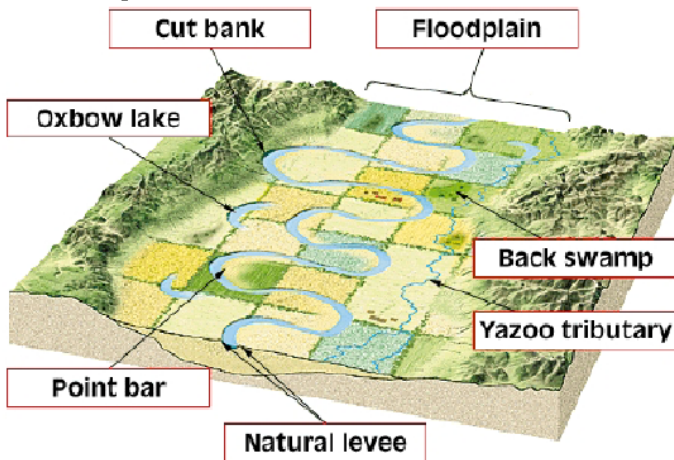 Cut bank
Floodplain
Oxbow lake
Back swamp
Yazoo tributary
Point bar
Natural levee